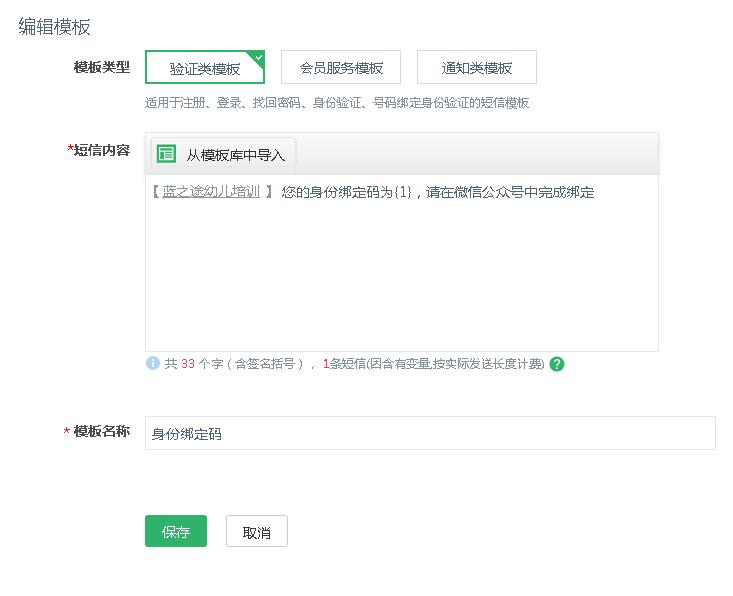 编辑模板
模板类型 验证类模板 会员服务模板 通知类模板
适用于注册、登录、找回密码、身份验证、号码绑定身份验证的短信模板
*短信内容 从模板库中导入
【 蓝之途幼儿培训 】 您的身份绑定码为{1}，请在微信公众号中完成绑定
共 33 个字（含签名括号）， 1条短信(因含有变量,按实际发送长度计费)
* 模板名称 身份绑定码
保存 取消